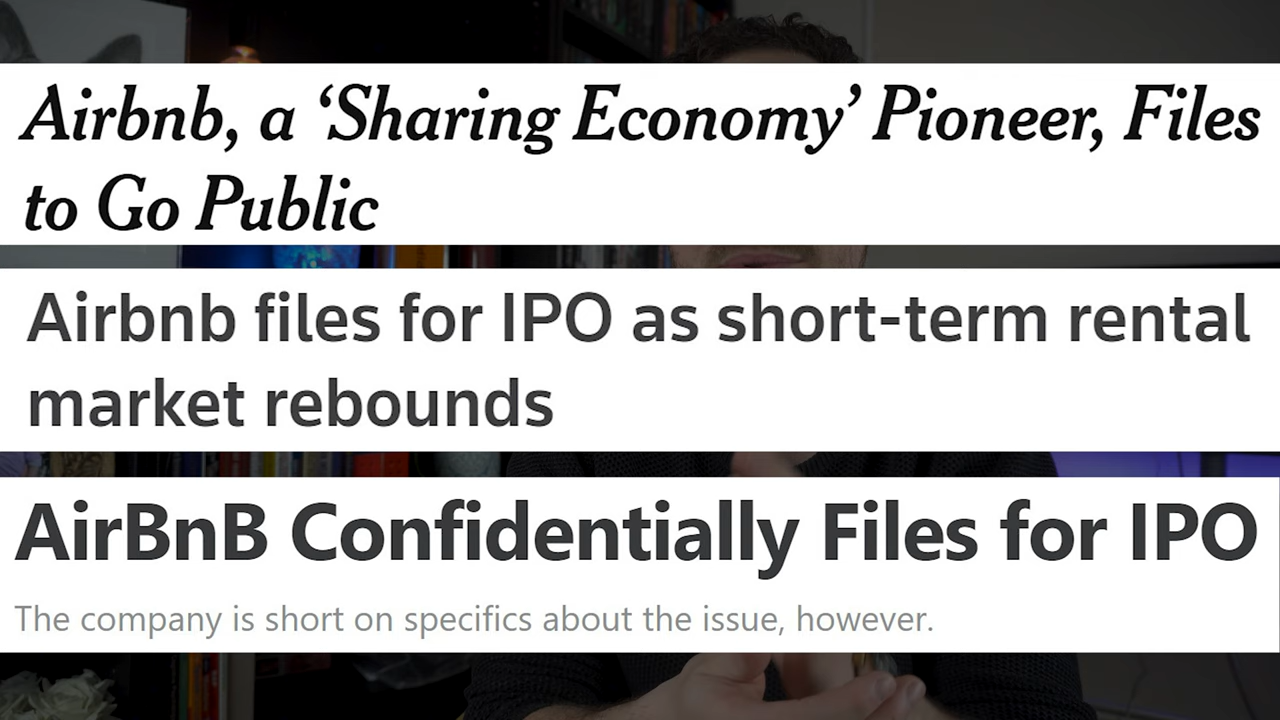 Airbnb, a ‘Sharing Economy’ Pioneer, Files
to Go Public
Airbnb files for IPO as short-term rental
market rebounds
AirBnB Confidentially Files for IPO
The company is short on specifics about the issue, however.